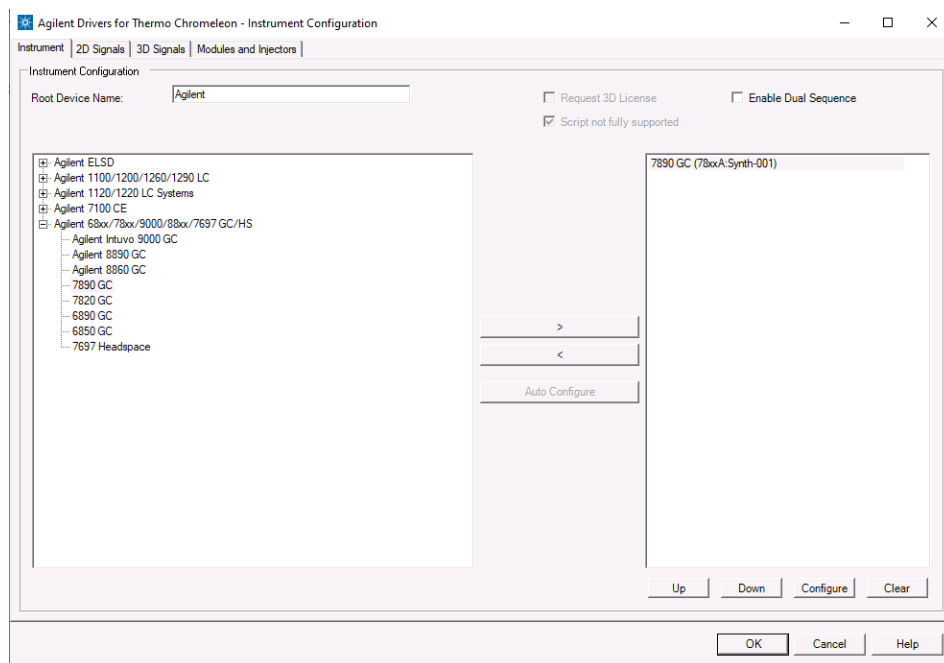 Agilent Drivers for Thermo Chromeleon - Instrument Configuration
Instrument 2D Signals 3D Signals Modules and Injectors
Instrument Configuration
Root Device Name: Agilent Request 3D License Enable Dual Sequence
Script not fully supported
Agilent ELSD
Agilent 1100/1200/1260/1290 LC
Agilent 1120/1220 LC Systems
Agilent 7100 CE
Agilent 68xx/78xx/9000/88xx/7697 GC/HS
Agilent Intuvo 9000 GC
Agilent 8890 GC
Agilent 8860 GC
7890 GC
7820 GC
6890 GC
6850 GC
7697 Headspace
>
<
Auto Configure
7890 GC (78xxA:Synth-001)
Up Down Configure Clear
OK Cancel Help